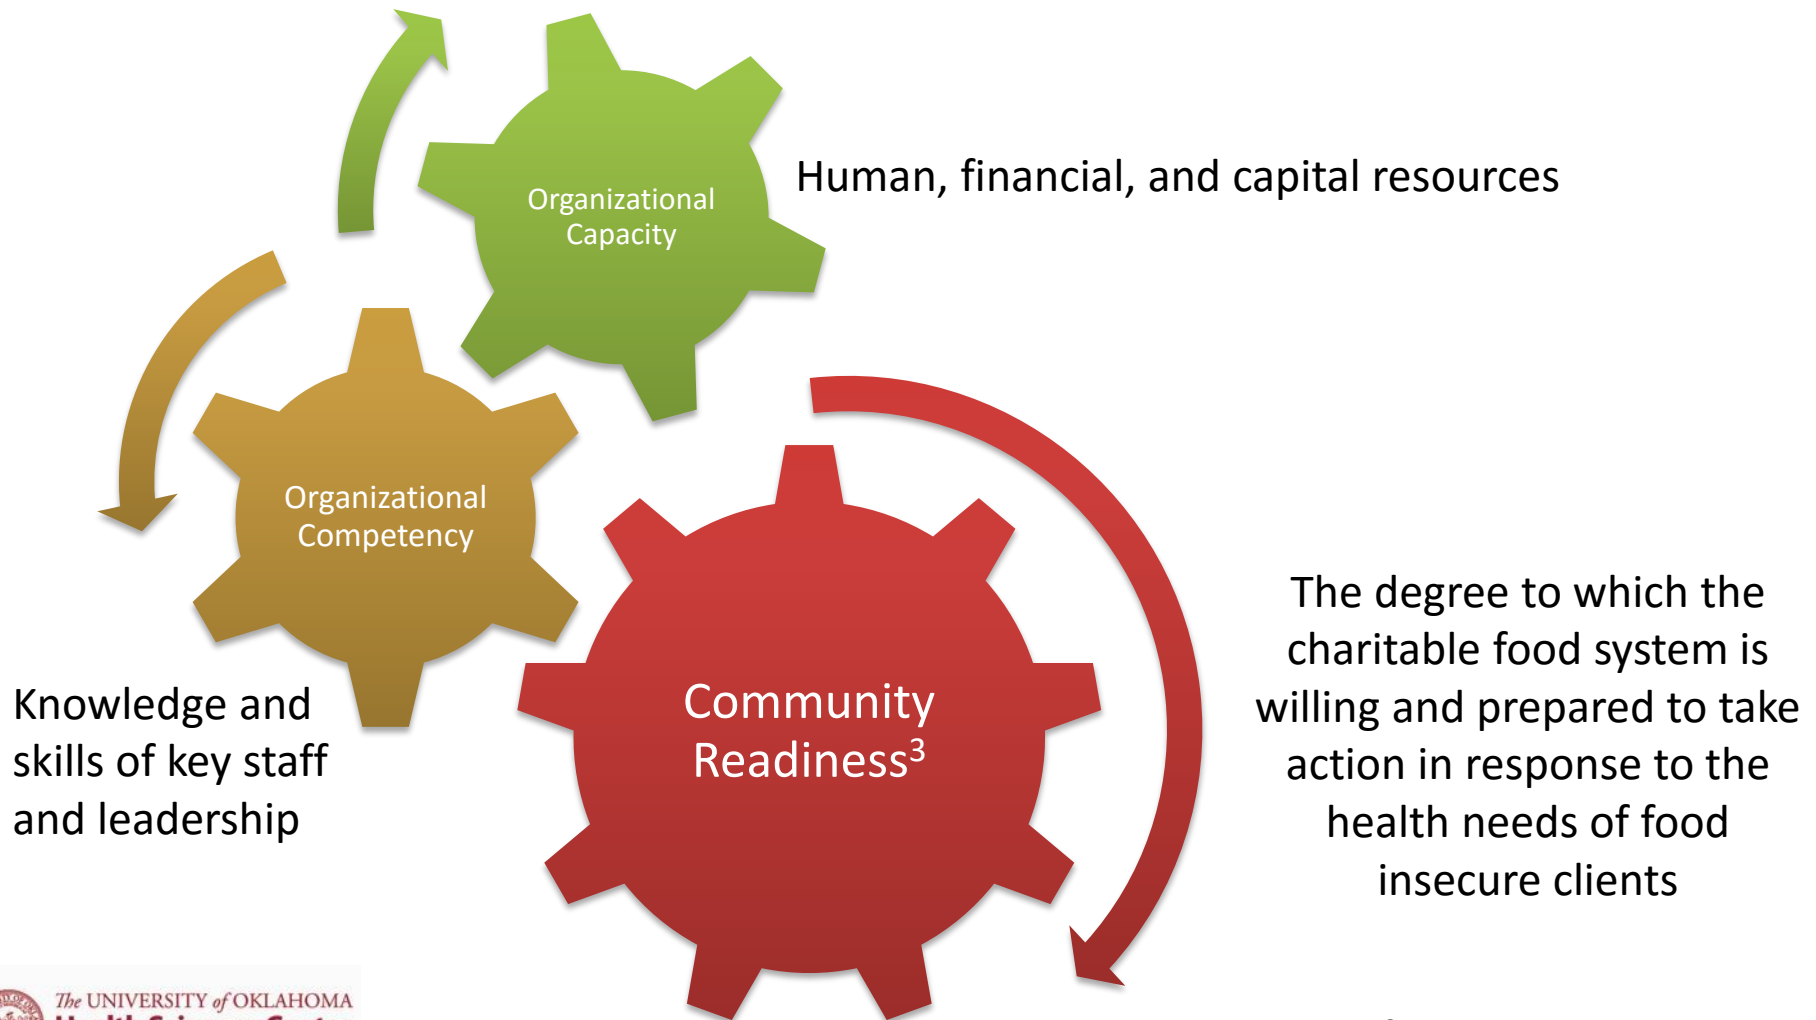 Organizational
Capacity
Human, financial, and capital resources
Organizational
Competency
Knowledge and
skills of key staff
and leadership
Community
Readiness³
The degree to which the
charitable food system is
willing and prepared to take
action in response to the
health needs of food
insecure clients
The UNIVERSITY of OKLAHOMA